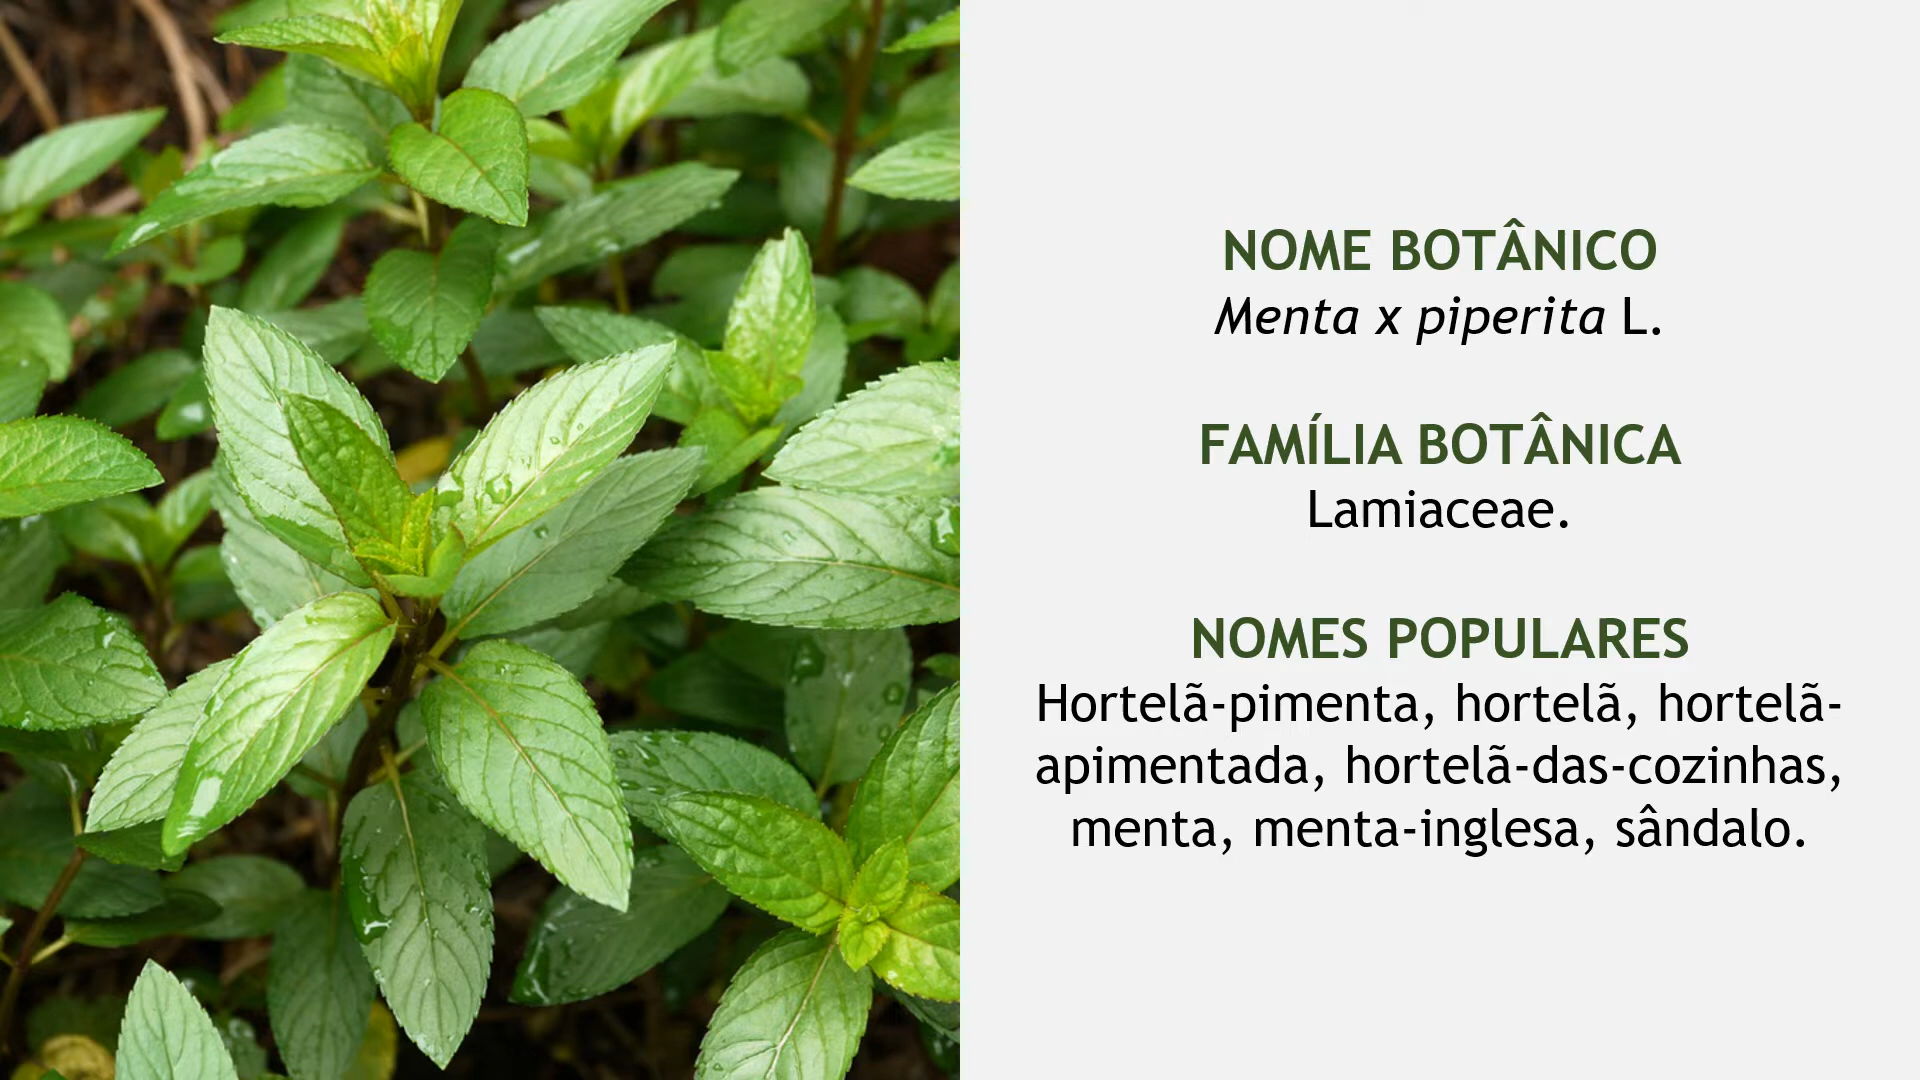 NOME BOTÂNICO
Menta x piperita L.
FAMÍLIA BOTÂNICA
Lamiaceae.
NOMES POPULARES
Hortelã-pimenta, hortelã, hortelã-
apimentada, hortelã-das-cozinhas,
menta, menta-inglesa, sândalo.